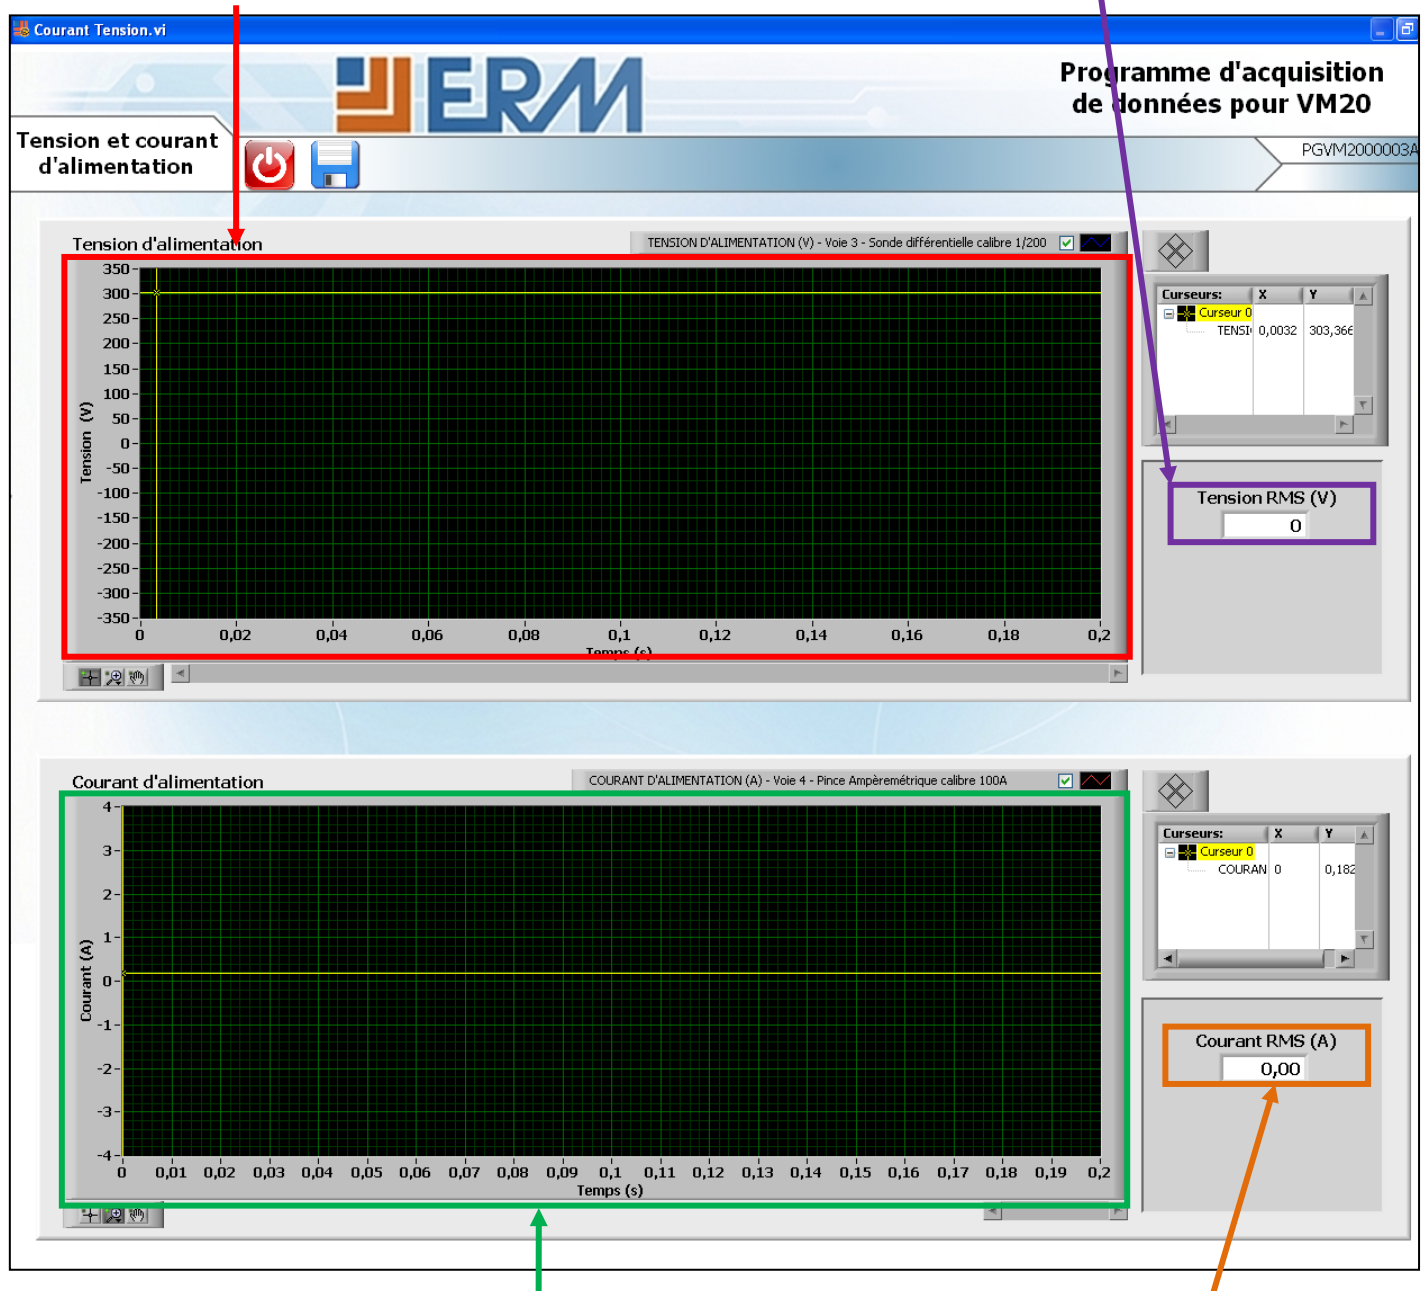 Courant Tension.vi
ERM
Programme d'acquisition
de données pour VM20
Tension et courant
d'alimentation
PGVM2000003A
Tension d'alimentation
TENSION D'ALIMENTATION (V) - Voie 3 - Sonde différentielle calibre 1/200
350
300
250
200
150
100
50
0
-50
-100
-150
-200
-250
-300
-350
Tension (V)
0 0,02 0,04 0,06 0,08 0,1 0,12 0,14 0,16 0,18 0,2
Temps (s)
Curseurs: X Y
Curseur 0
TENSI 0,0032 303,366
Tension RMS (V)
0
Courant d'alimentation
COURANT D'ALIMENTATION (A) - Voie 4 - Pince Ampèremétrique calibre 100A
4
3
2
1
0
-1
-2
-3
-4
Courant (A)
0 0,01 0,02 0,03 0,04 0,05 0,06 0,07 0,08 0,09 0,1 0,11 0,12 0,13 0,14 0,15 0,16 0,17 0,18 0,19 0,2
Temps (s)
Curseurs: X Y
Curseur 0
COURAN 0 0,182
Courant RMS (A)
0,00